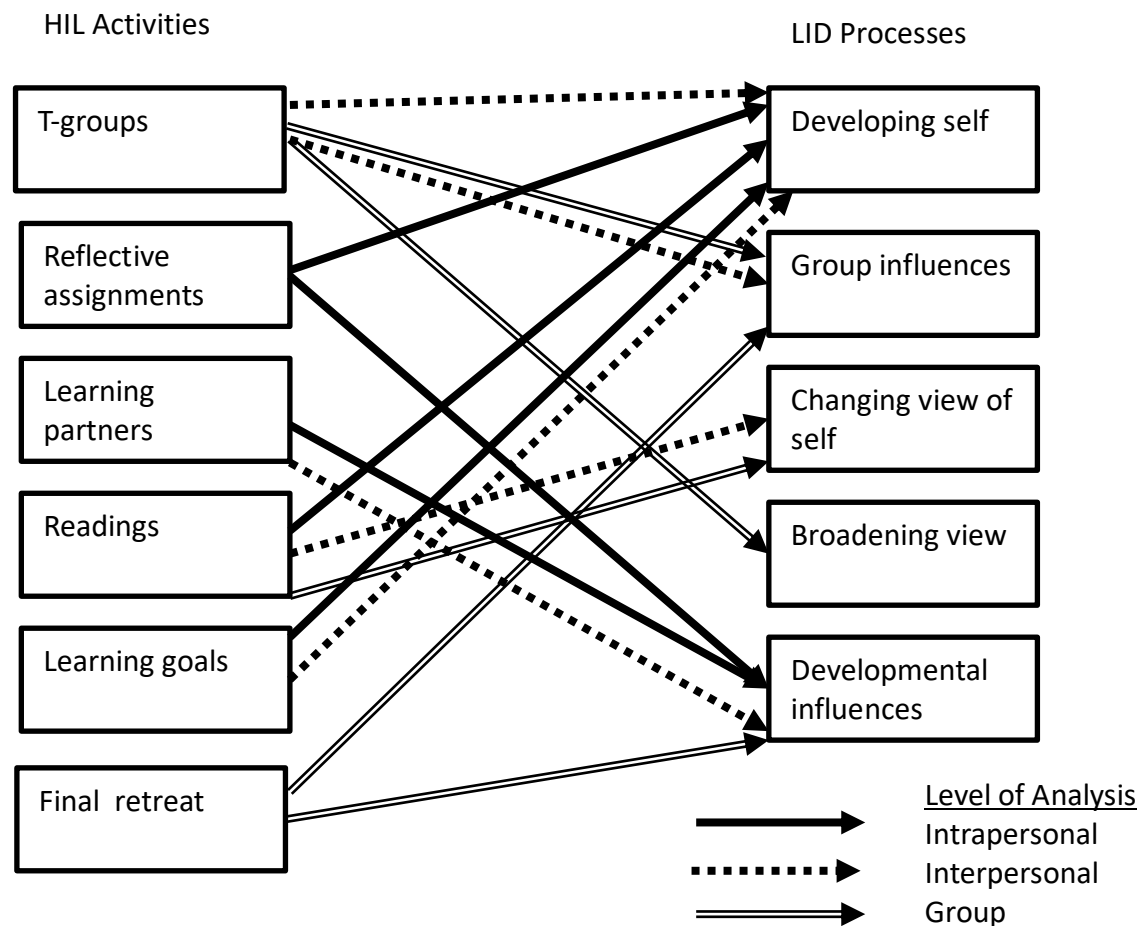 HIL Activities
LID Processes
T-groups
Reflective
assignments
Learning
partners
Readings
Learning goals
Final  retreat
Developing self
Group influences
Changing view of
self
Broadening view
Developmental
influences
Level of Analysis
Intrapersonal
Interpersonal
Group